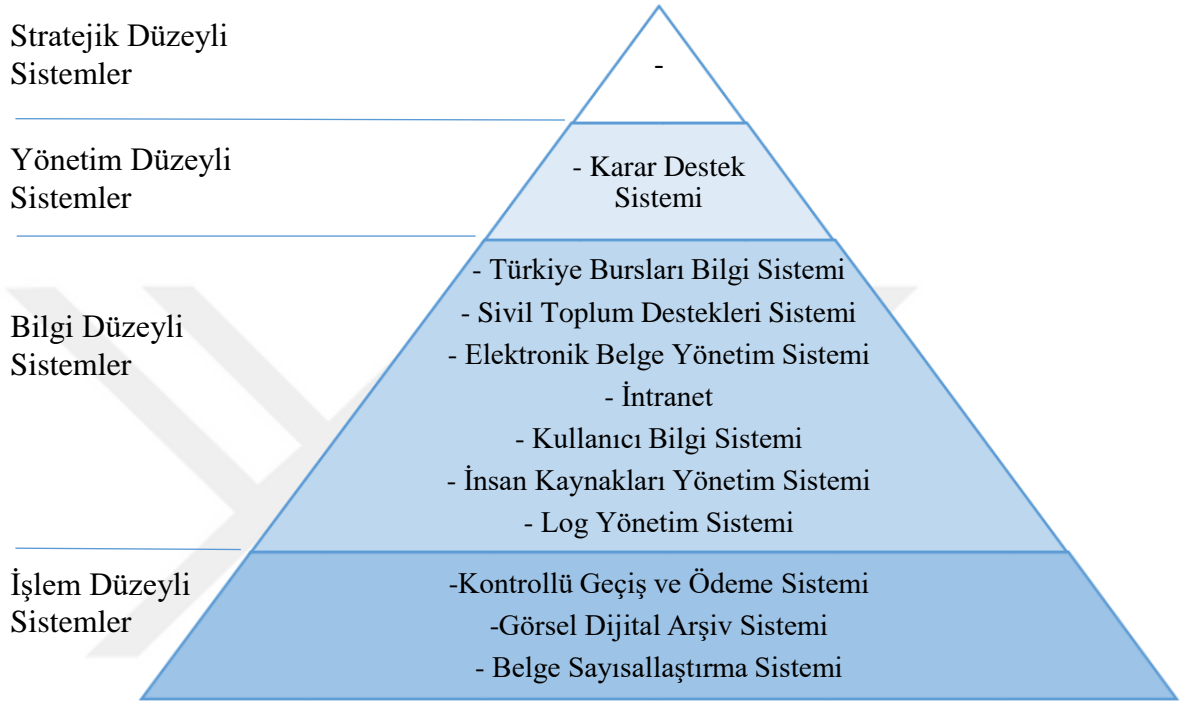 Stratejik Düzeyli
Sistemler
-
Yönetim Düzeyli
Sistemler
- Karar Destek
Sistemi
Bilgi Düzeyli
Sistemler
- Türkiye Bursları Bilgi Sistemi
- Sivil Toplum Destekleri Sistemi
- Elektronik Belge Yönetim Sistemi
- İntranet
- Kullanıcı Bilgi Sistemi
- İnsan Kaynakları Yönetim Sistemi
- Log Yönetim Sistemi
İşlem Düzeyli
Sistemler
-Kontrollü Geçiş ve Ödeme Sistemi
-Görsel Dijital Arşiv Sistemi
- Belge Sayısallaştırma Sistemi